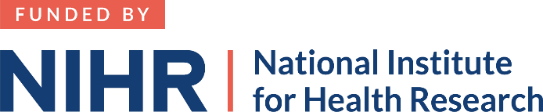 FUNDED BY
NIHR
National Institute
for Health Research